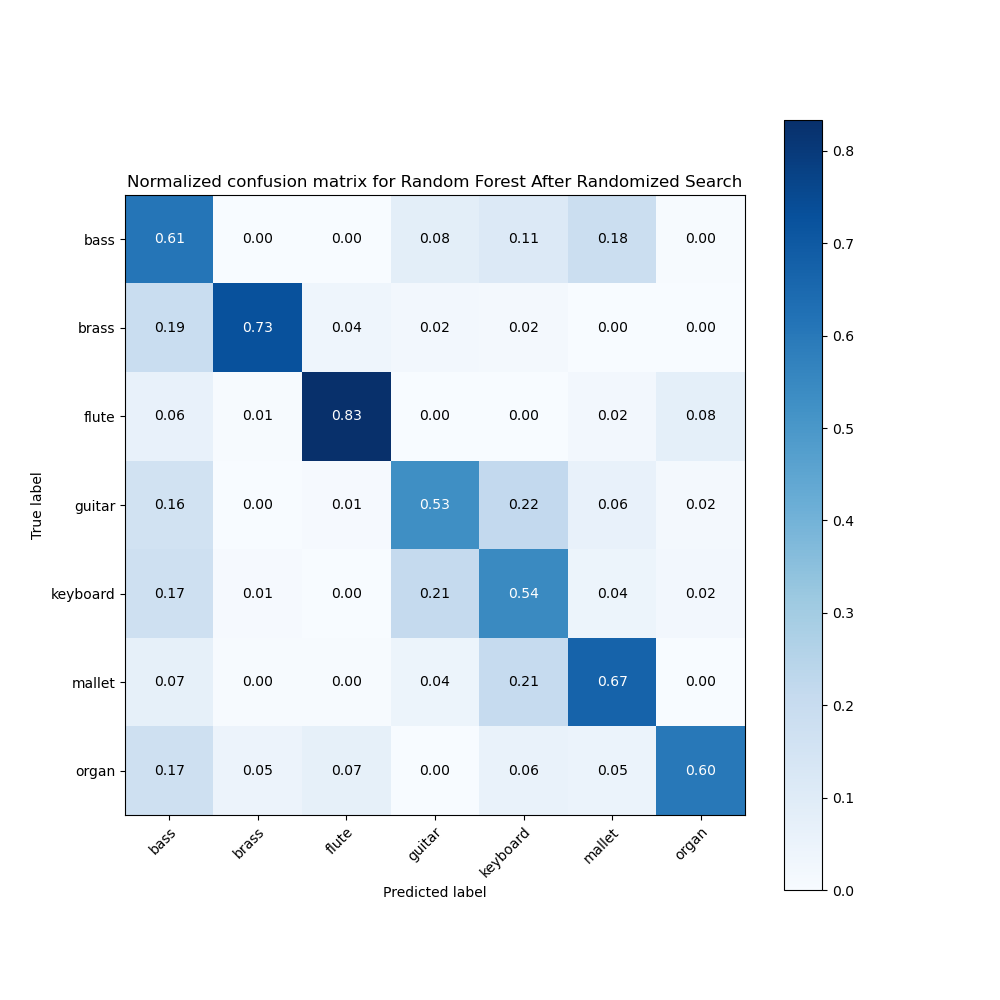 Normalized confusion matrix for Random Forest After Randomized Search
True label
bass 0.61 0.00 0.00 0.08 0.11 0.18 0.00
brass 0.19 0.73 0.04 0.02 0.02 0.00 0.00
flute 0.06 0.01 0.83 0.00 0.00 0.02 0.08
guitar 0.16 0.00 0.01 0.53 0.22 0.06 0.02
keyboard 0.17 0.01 0.00 0.21 0.54 0.04 0.02
mallet 0.07 0.00 0.00 0.04 0.21 0.67 0.00
organ 0.17 0.05 0.07 0.00 0.06 0.05 0.60
bass brass flute guitar keyboard mallet organ
Predicted label
0.8
0.7
0.6
0.5
0.4
0.3
0.2
0.1
0.0